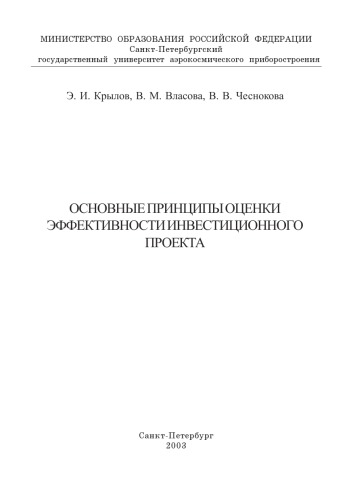 МИНИСТЕРСТВО ОБРАЗОВАНИЯ РОССИЙСКОЙ ФЕДЕРАЦИИ
Санкт-Петербургский
государственный университет аэрокосмического приборостроения
Э. И. Крылов, В. М. Власова, В. В. Чеснокова
ОСНОВНЫЕ ПРИНЦИПЫ ОЦЕНКИ
ЭФФЕКТИВНОСТИ ИНВЕСТИЦИОННОГО
ПРОЕКТА
Санкт-Петербург
2003